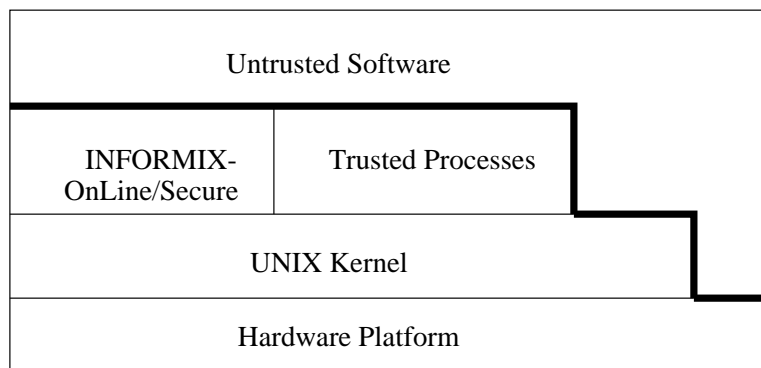 Untrusted Software
INFORMIX-
OnLine/Secure
Trusted Processes
UNIX Kernel
Hardware Platform